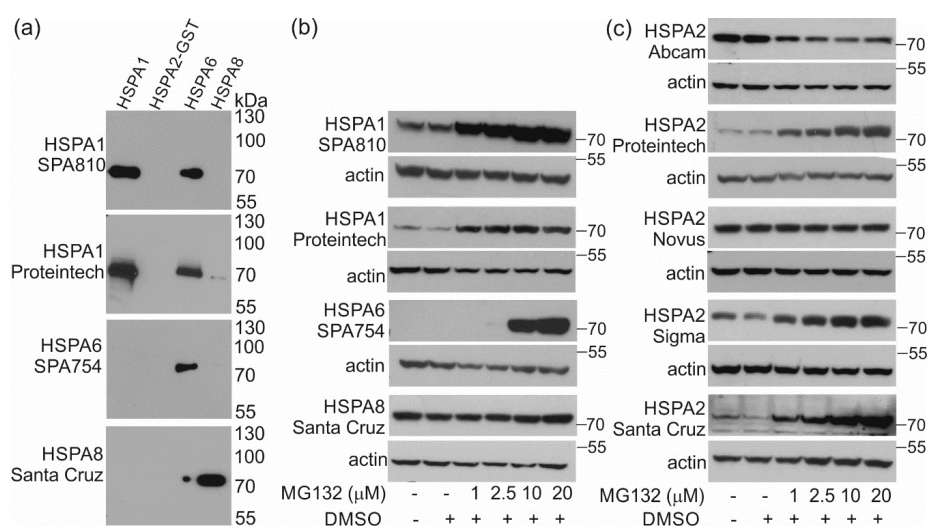 (a)
HSPA1
HSPA2-GST
HSPA6
HSPA8
kDa
HSPA1
SPA810
130
100
70
55
HSPA1
Proteintech
130
100
70
55
HSPA6
SPA754
130
100
70
55
HSPA8
Santa Cruz
130
100
70
55
(b)
HSPA1
SPA810
70
actin
55
HSPA1
Proteintech
70
actin
55
HSPA6
SPA754
70
actin
55
HSPA8
Santa Cruz
70
actin
55
MG132 (μM) - - 1 2.5 10 20
DMSO - + + + + +
(c)
HSPA2
Abcam
70
actin
55
HSPA2
Proteintech
70
actin
55
HSPA2
Novus
70
actin
55
HSPA2
Sigma
70
actin
55
HSPA2
Santa Cruz
70
actin
55
MG132 (μM) - - 1 2.5 10 20
DMSO - + + + + +